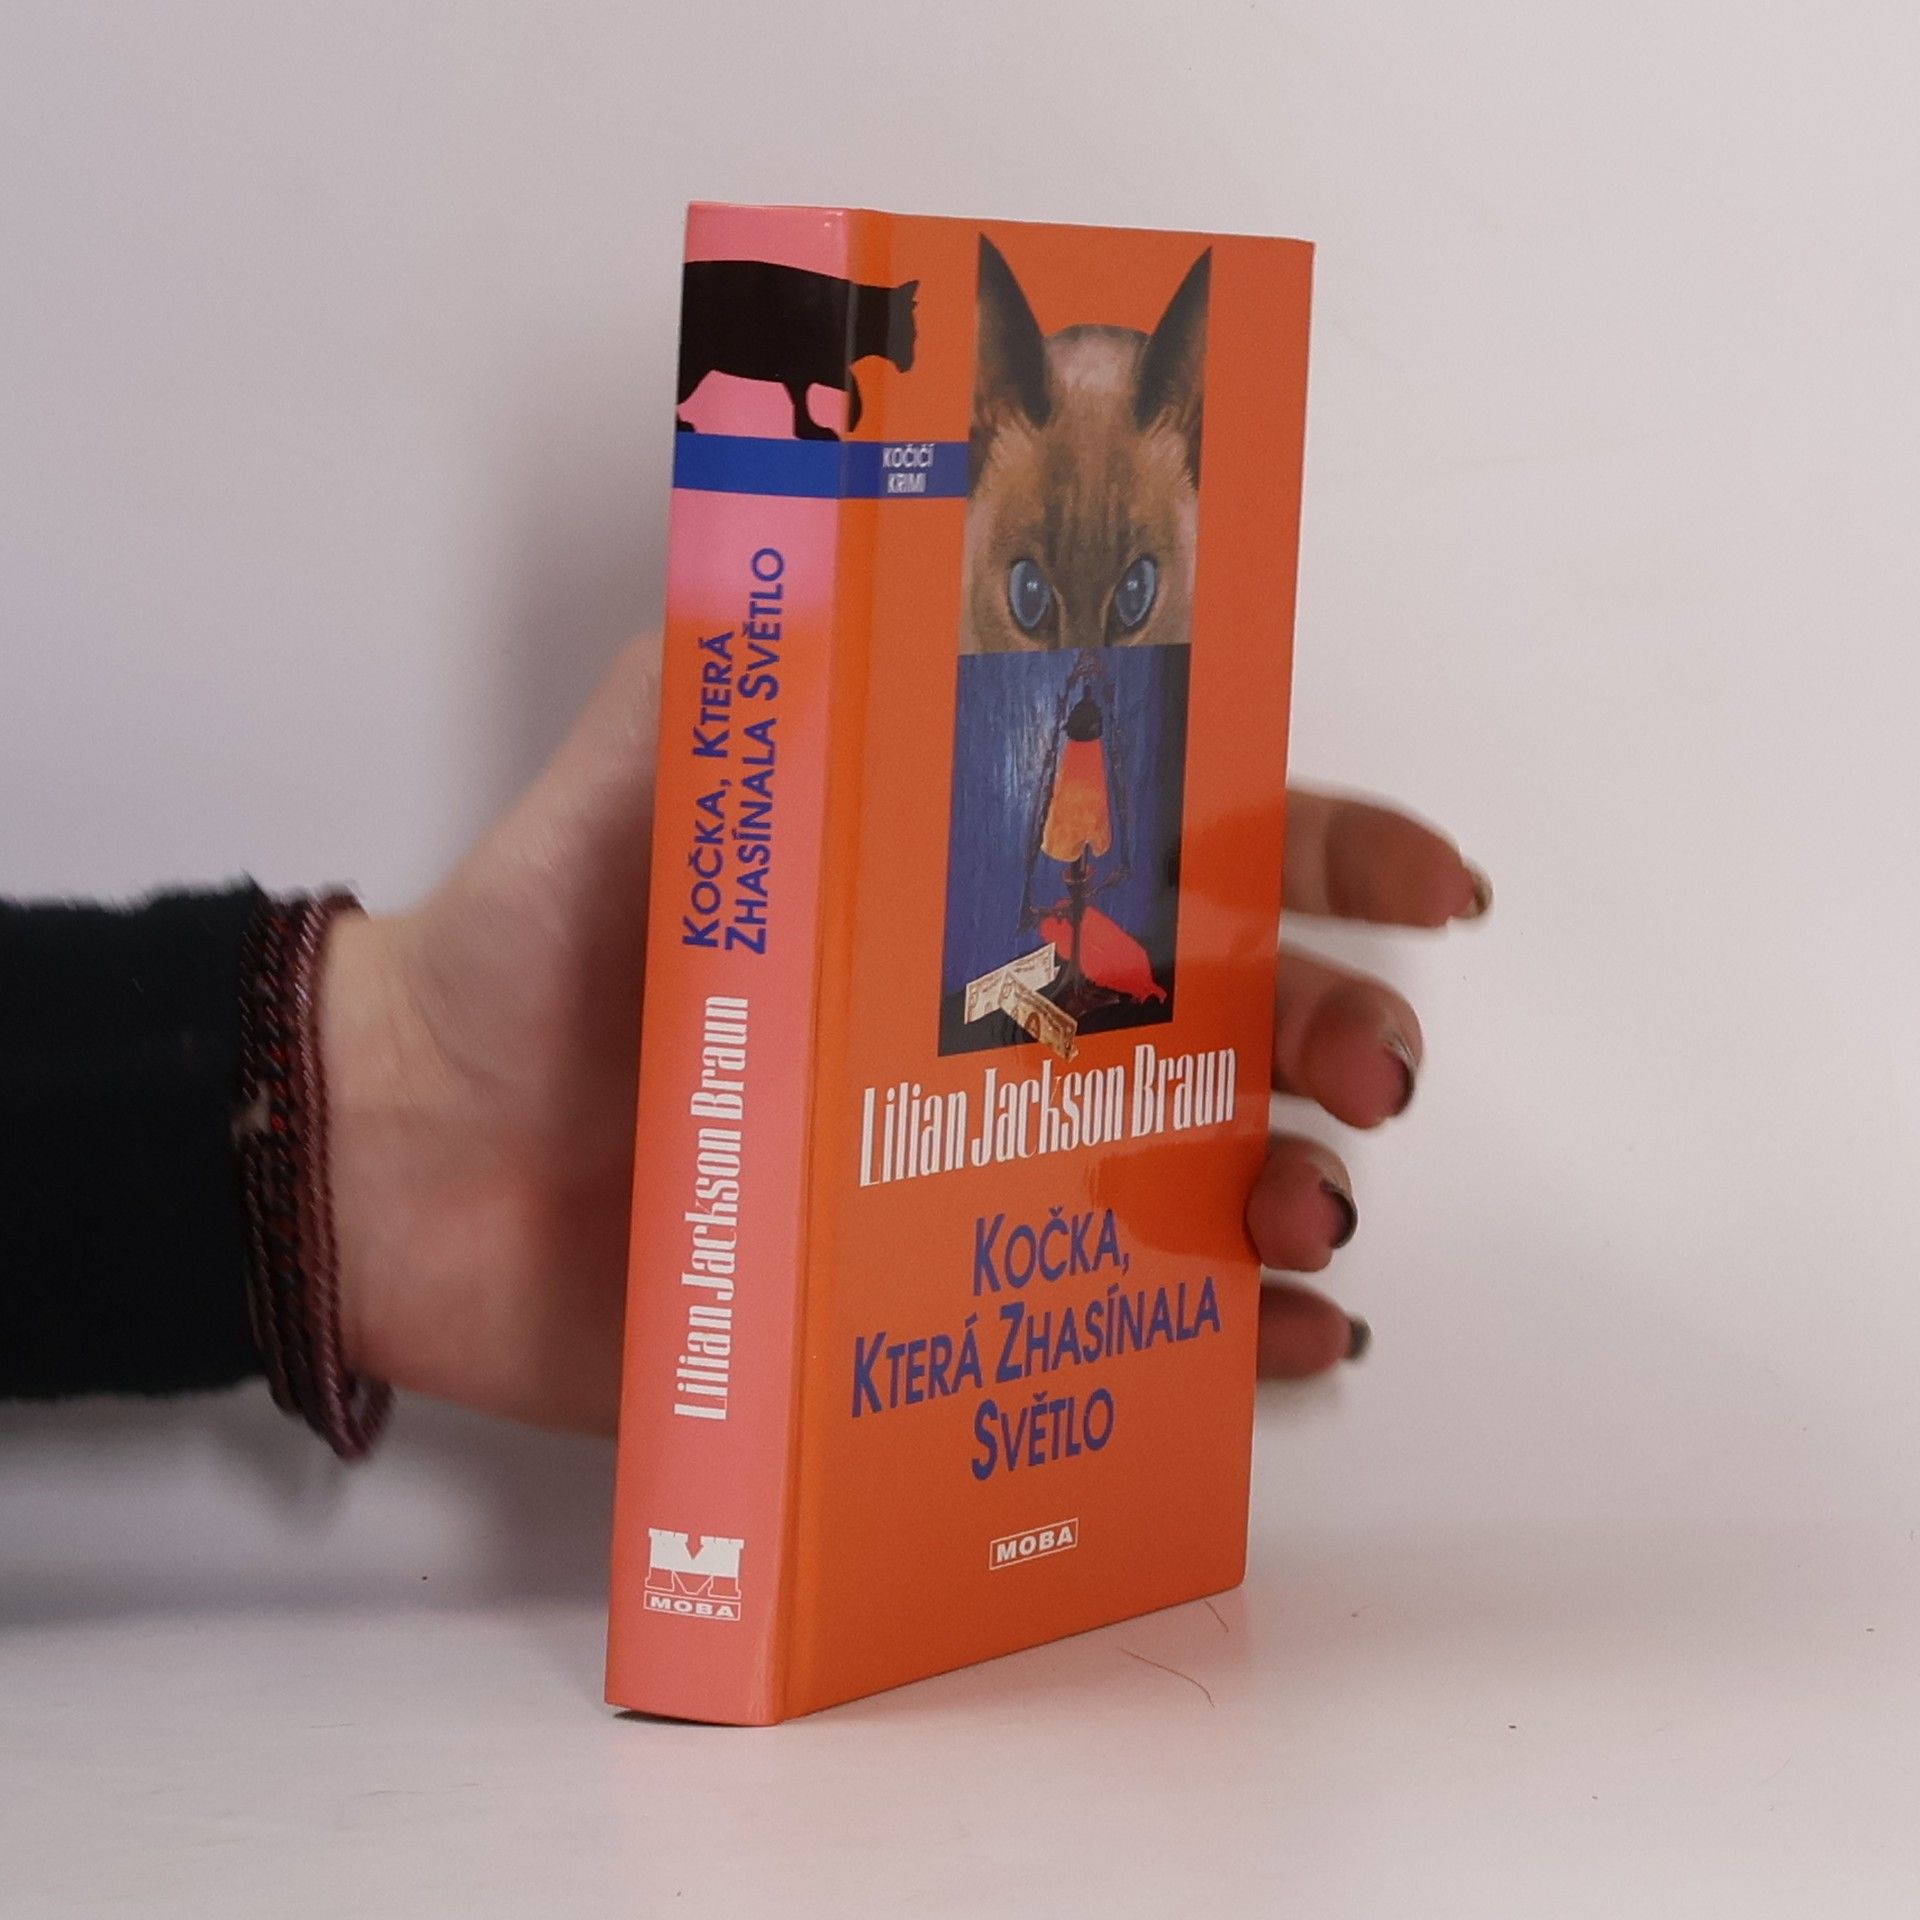 KOČKA, KTERÁ
ZHASÍNALA SVĚTLO
Lilian Jackson Braun
M
MOBA
KOČIČÍ
KRIMI
Lilian Jackson Braun
KOČKA,
KTERÁ ZHASÍNALA
SVĚTLO
MOBA